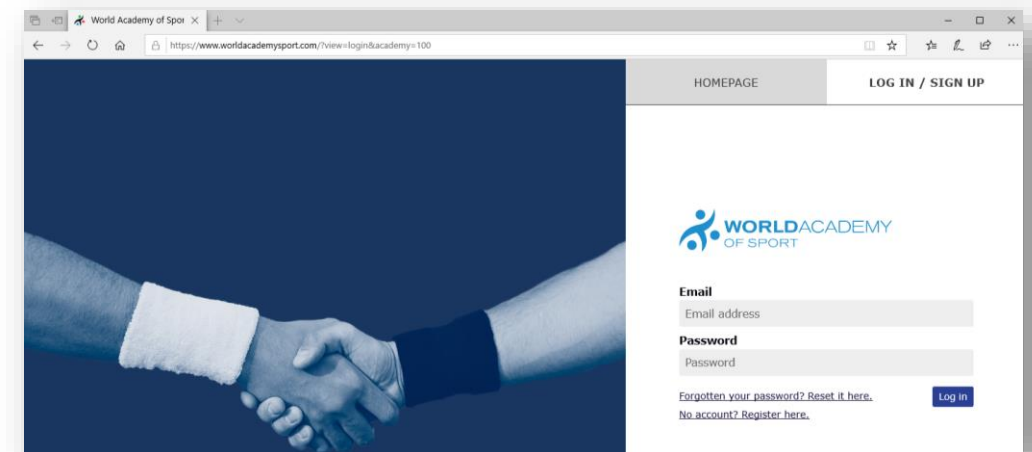 World Academy of Spor
https://www.worldacademysport.com/?view=login&academy=100
HOMEPAGE
LOG IN / SIGN UP
WORLDACADEMY
OF SPORT
Email
Email address
Password
Password
Forgotten your password? Reset it here.
Log in
No account? Register here.